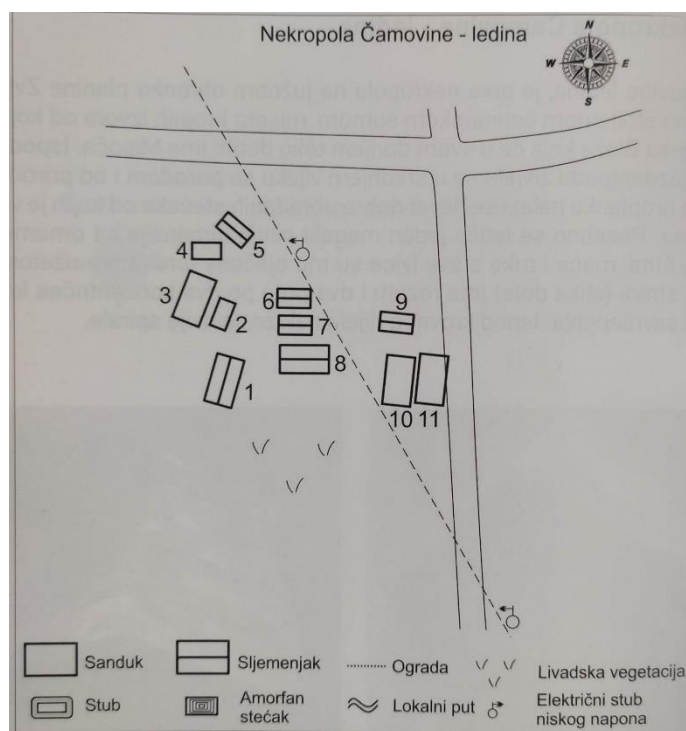 Nekropola Čamovine - ledina
N
W E
S
5
4
3
2
6
7
8
1
9
10 11
Sanduk
Sljemenjak
Ograda
Livadska vegetacija
Stub
Amorfan
stećak
Lokalni put
Električni stub
niskog napona